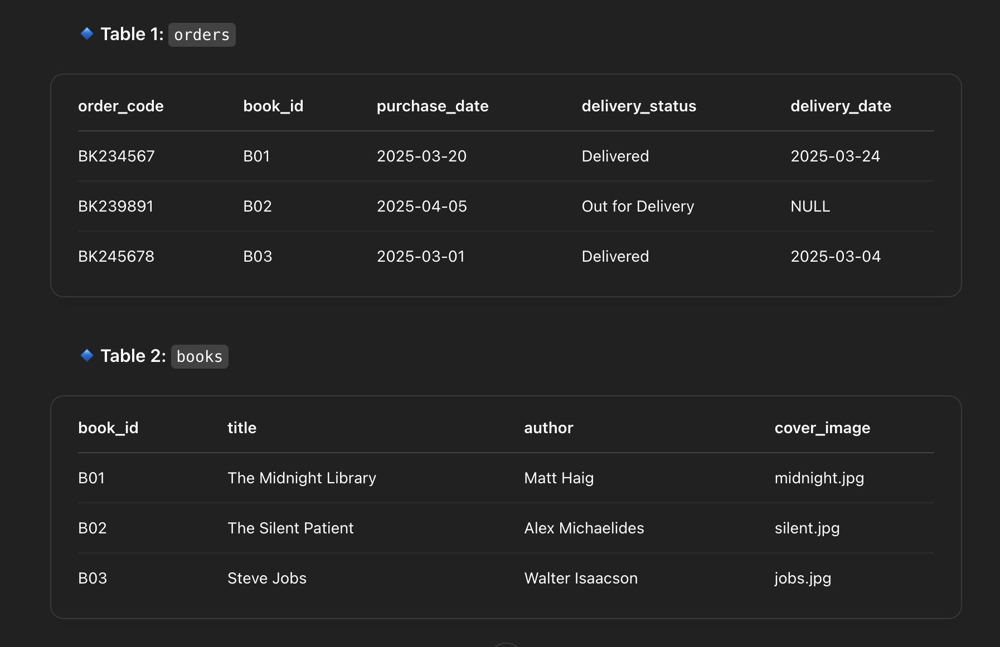 Table 1: orders
order_code book_id purchase_date delivery_status delivery_date
BK234567 B01 2025-03-20 Delivered 2025-03-24
BK239891 B02 2025-04-05 Out for Delivery NULL
BK245678 B03 2025-03-01 Delivered 2025-03-04
Table 2: books
book_id title author cover_image
B01 The Midnight Library Matt Haig midnight.jpg
B02 The Silent Patient Alex Michaelides silent.jpg
B03 Steve Jobs Walter Isaacson jobs.jpg